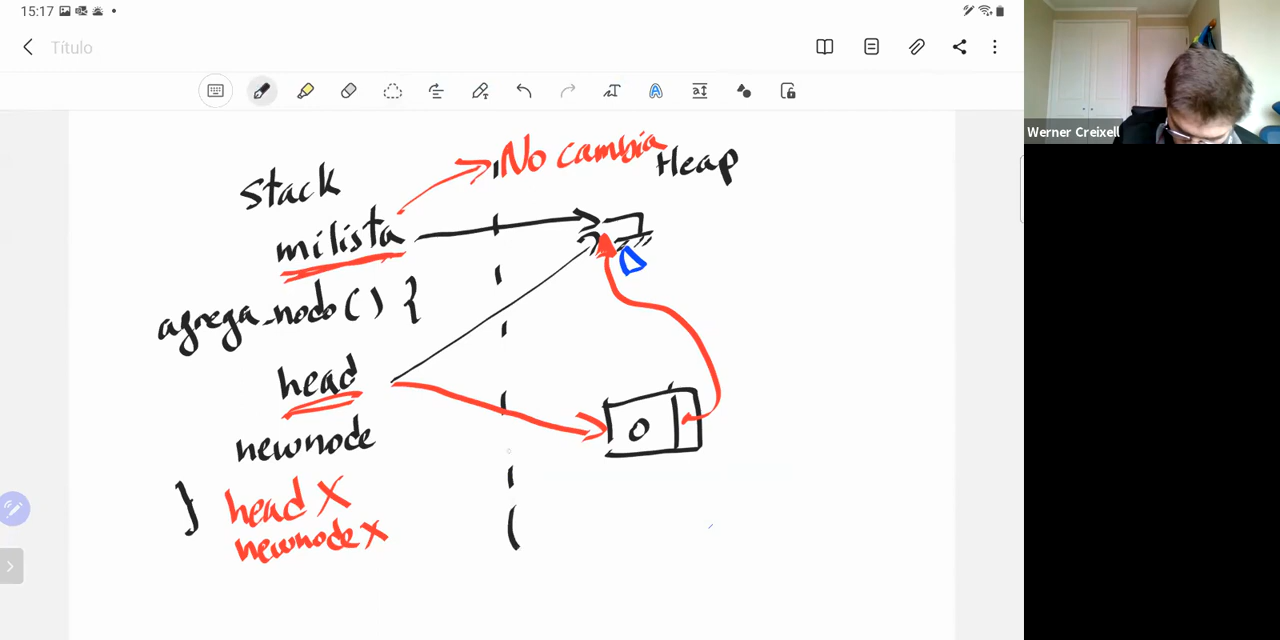 15:17
Título
No cambia
Stack
Heap
milista
agrega_nodo() {
head
newnode
0
} head X
newnode X
Werner Creixell